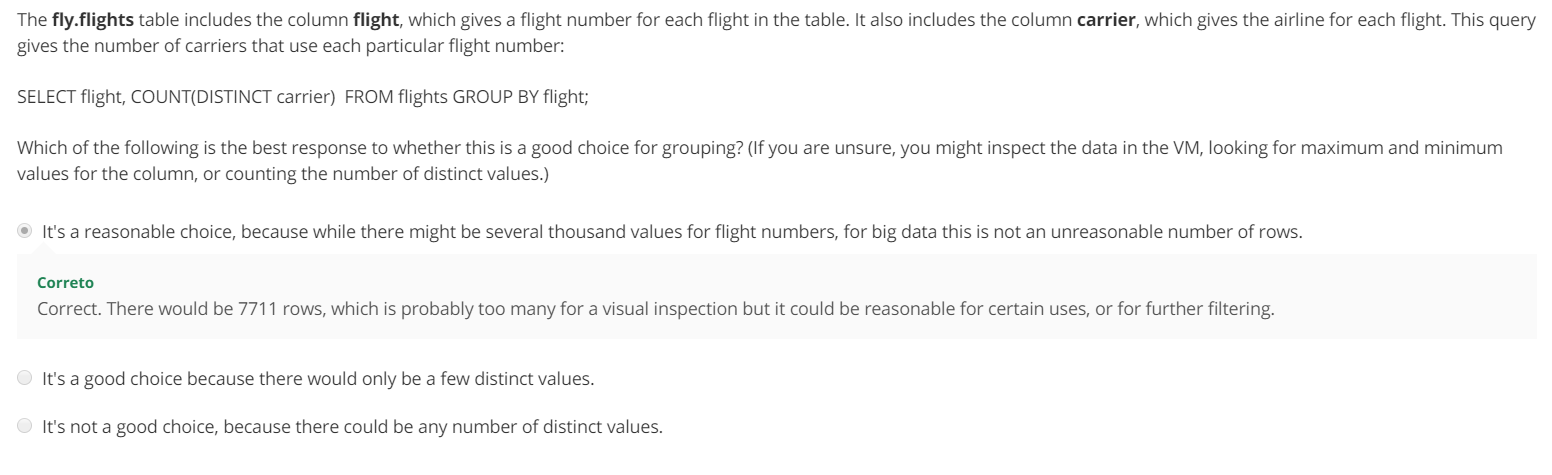 The fly.flights table includes the column flight, which gives a flight number for each flight in the table. It also includes the column carrier, which gives the airline for each flight. This query
gives the number of carriers that use each particular flight number:
SELECT flight, COUNT(DISTINCT carrier)  FROM flights GROUP BY flight;
Which of the following is the best response to whether this is a good choice for grouping? (If you are unsure, you might inspect the data in the VM, looking for maximum and minimum
values for the column, or counting the number of distinct values.)
It's a reasonable choice, because while there might be several thousand values for flight numbers, for big data this is not an unreasonable number of rows.
Correto
Correct. There would be 7711 rows, which is probably too many for a visual inspection but it could be reasonable for certain uses, or for further filtering.
It's a good choice because there would only be a few distinct values.
It's not a good choice, because there could be any number of distinct values.